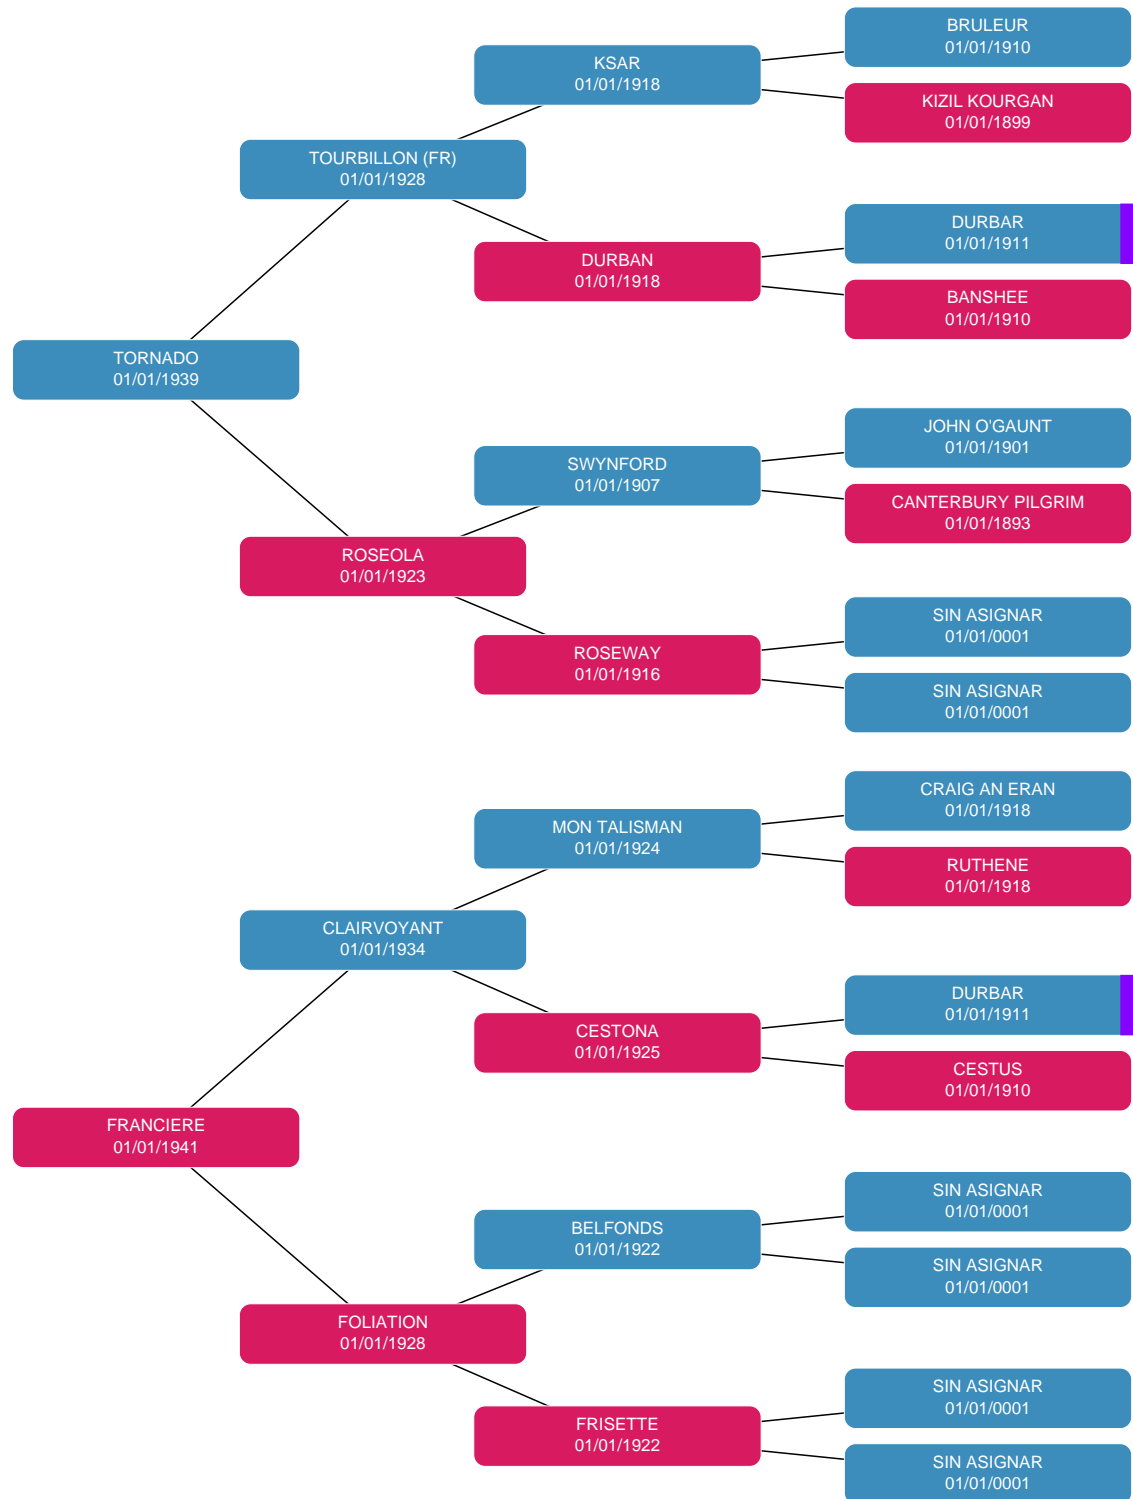 BRULEUR
01/01/1910
KSAR
01/01/1918
KIZIL KOURGAN
01/01/1899
TOURBILLON (FR)
01/01/1928
DURBAR
01/01/1911
DURBAN
01/01/1918
BANSHEE
01/01/1910
TORNADO
01/01/1939
JOHN O'GAUNT
01/01/1901
SWYNFORD
01/01/1907
CANTERBURY PILGRIM
01/01/1893
ROSEOLA
01/01/1923
SIN ASIGNAR
01/01/0001
ROSEWAY
01/01/1916
SIN ASIGNAR
01/01/0001
CRAIG AN ERAN
01/01/1918
MON TALISMAN
01/01/1924
RUTHENE
01/01/1918
CLAIRVOYANT
01/01/1934
DURBAR
01/01/1911
CESTONA
01/01/1925
CESTUS
01/01/1910
FRANCIERE
01/01/1941
SIN ASIGNAR
01/01/0001
BELFONDS
01/01/1922
SIN ASIGNAR
01/01/0001
FOLIATION
01/01/1928
SIN ASIGNAR
01/01/0001
FRISETTE
01/01/1922
SIN ASIGNAR
01/01/0001